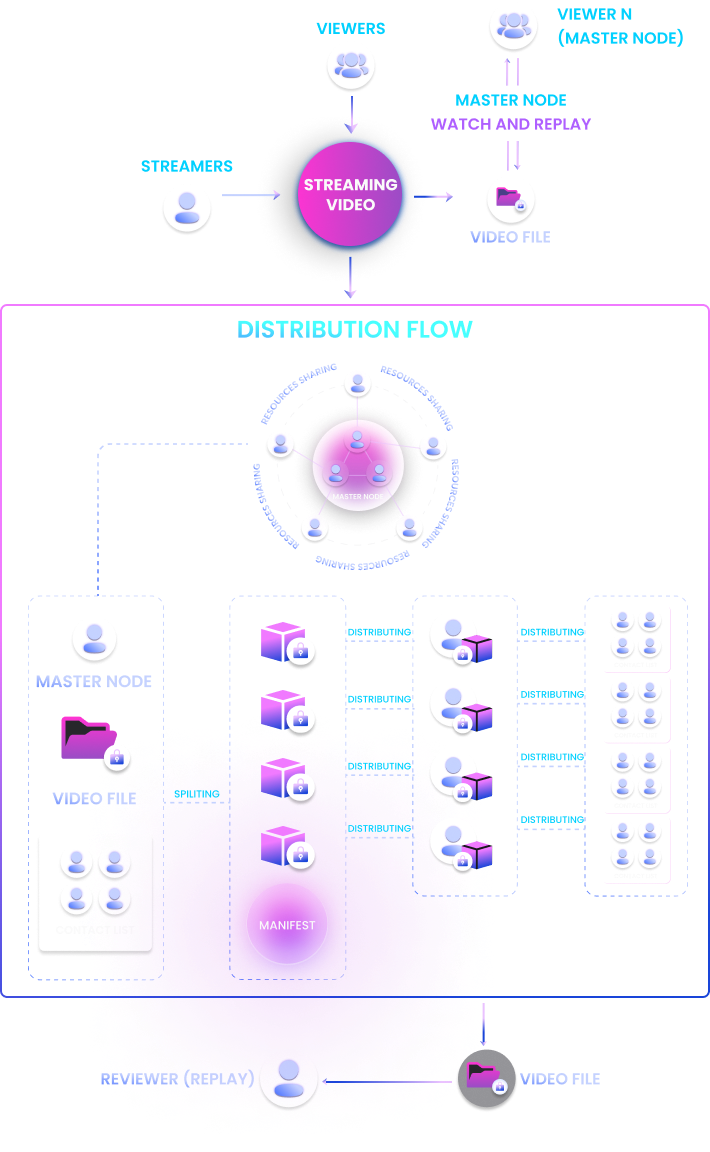 VIEWER N
(MASTER NODE)
VIEWERS
MASTER NODE
WATCH AND REPLAY
STREAMERS
STREAMING
VIDEO
VIDEO FILE
DISTRIBUTION FLOW
RESOURCES SHARING
RESOURCES SHARING
RESOURCES SHARING
RESOURCES SHARING
RESOURCES SHARING
MASTER NODE
MASTER NODE
VIDEO FILE
CONTACT LIST
SPILITING
MANIFEST
DISTRIBUTING
DISTRIBUTING
DISTRIBUTING
DISTRIBUTING
DISTRIBUTING
DISTRIBUTING
DISTRIBUTING
DISTRIBUTING
REVIEWER (REPLAY)
VIDEO FILE